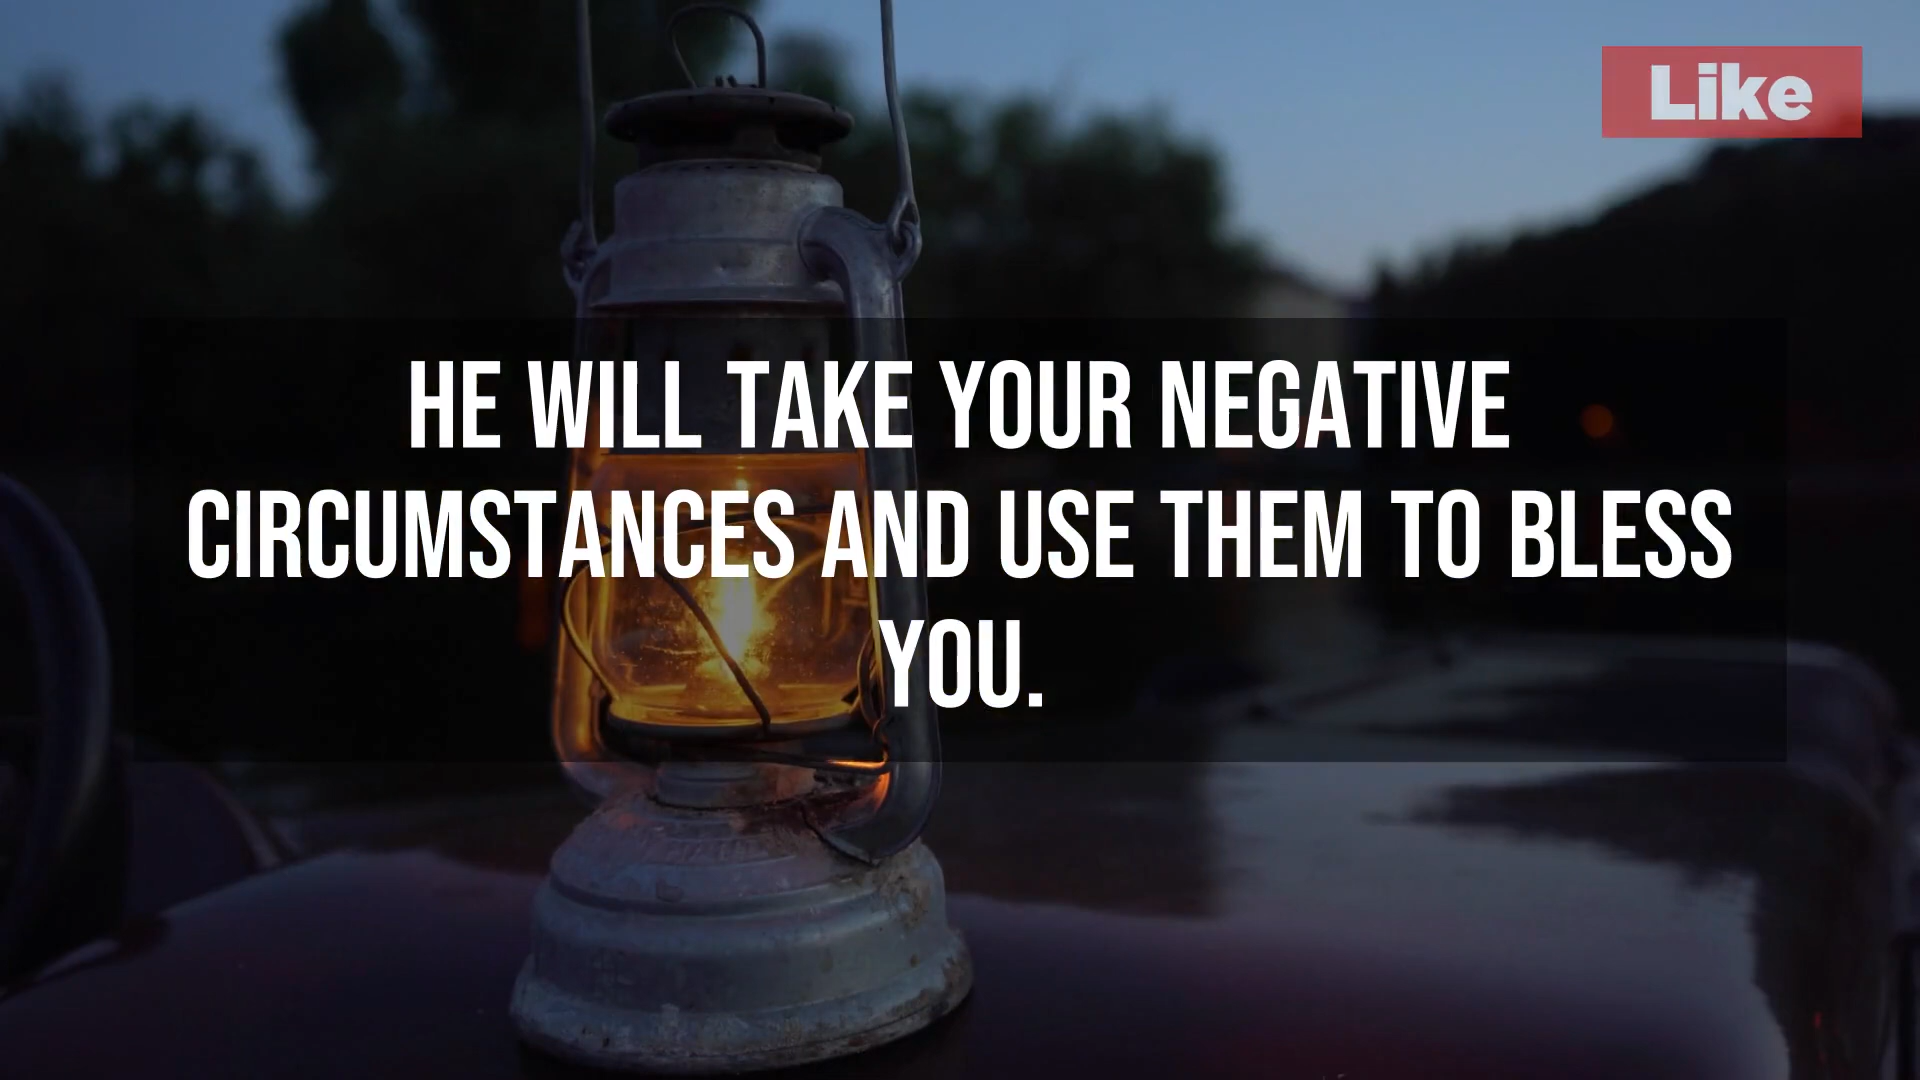 Like
HE WILL TAKE YOUR NEGATIVE
CIRCUMSTANCES AND USE THEM TO BLESS
YOU.